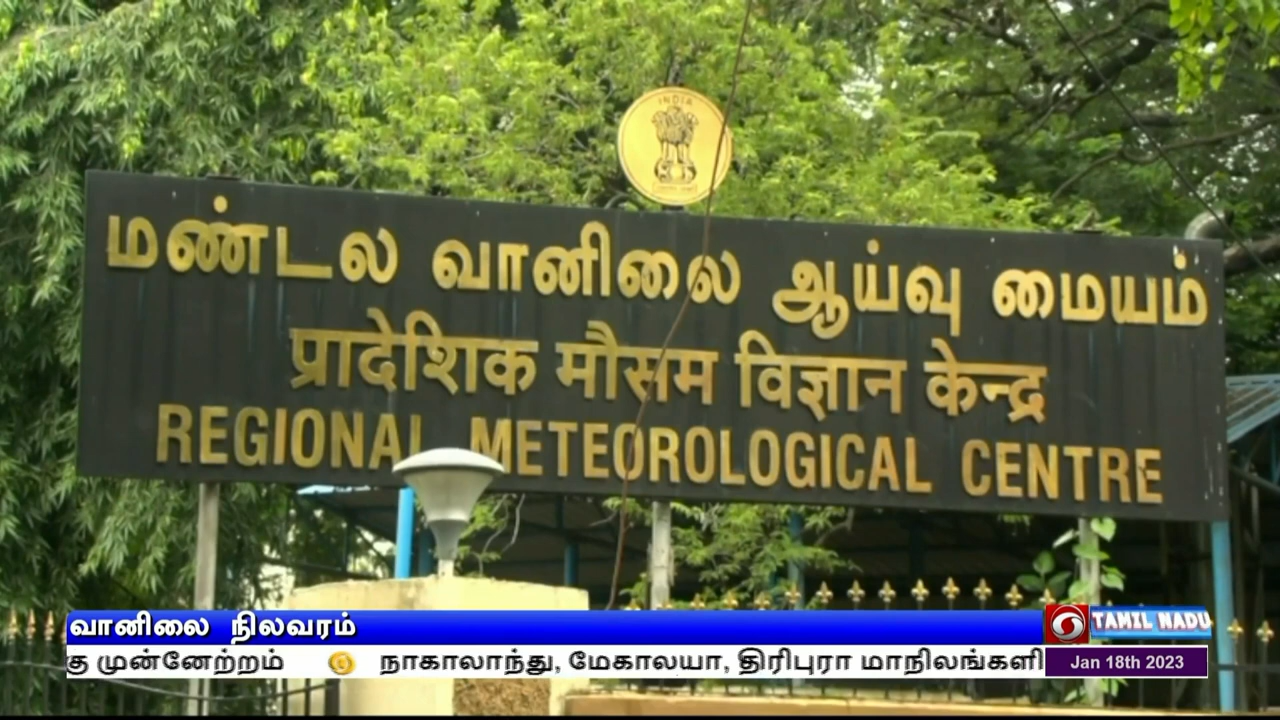 INDIA
மண்டல வானிலை ஆய்வு மையம்
प्रादेशिक मौसम विज्ञान केन्द्र
REGIONAL METEOROLOGICAL CENTRE
வானிலை நிலவரம்
TAMIL NADU
கு முன்னேற்றம் நாகாலாந்து, மேகாலயா, திரிபுரா மாநிலங்களி
Jan 18th 2023